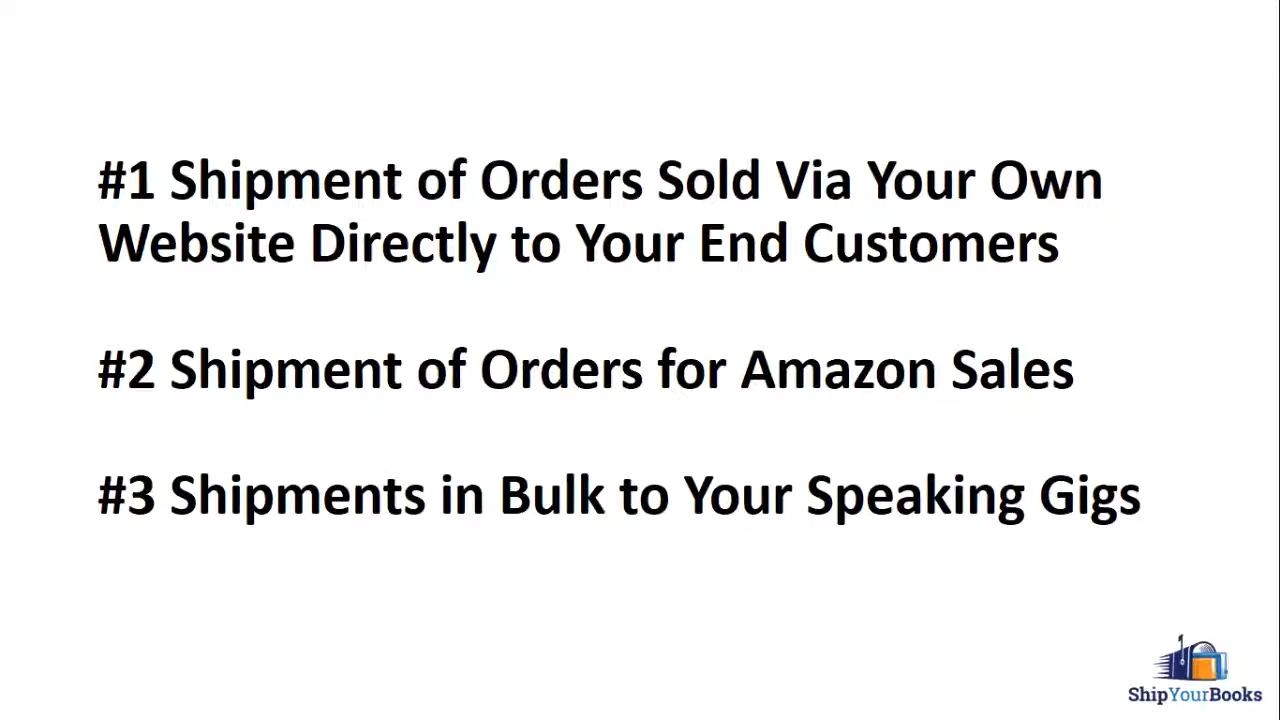 #1 Shipment of Orders Sold Via Your Own
Website Directly to Your End Customers
#2 Shipment of Orders for Amazon Sales
#3 Shipments in Bulk to Your Speaking Gigs
ShipYourBooks